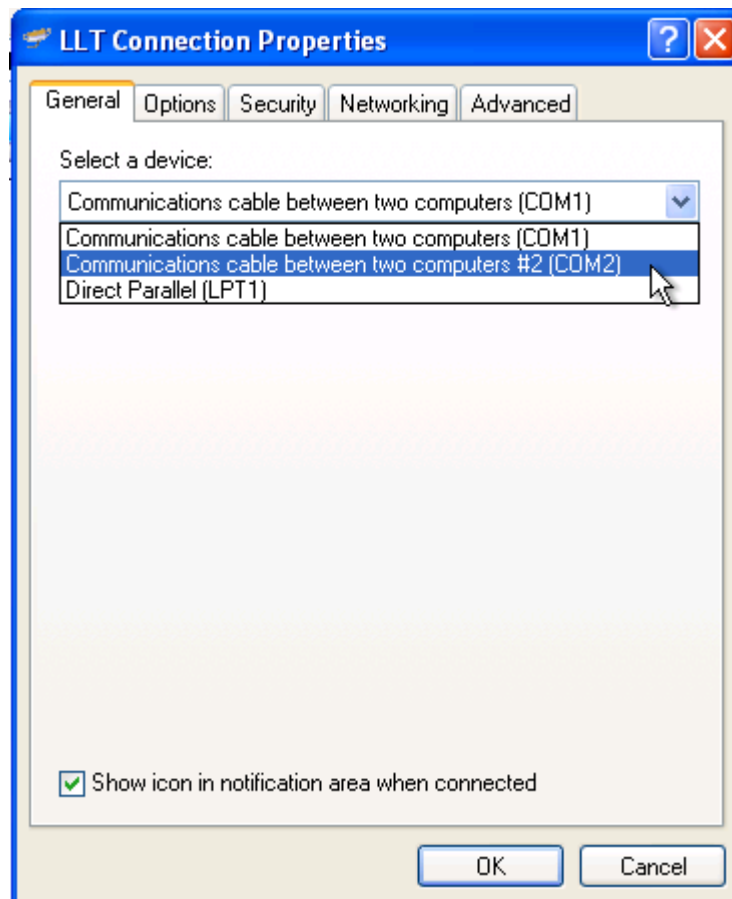 LLT Connection Properties
General Options Security Networking Advanced
Select a device:
Communications cable between two computers (COM1)
Communications cable between two computers (COM1)
Communications cable between two computers #2 (COM2)
Direct Parallel (LPT1)
Show icon in notification area when connected
OK Cancel